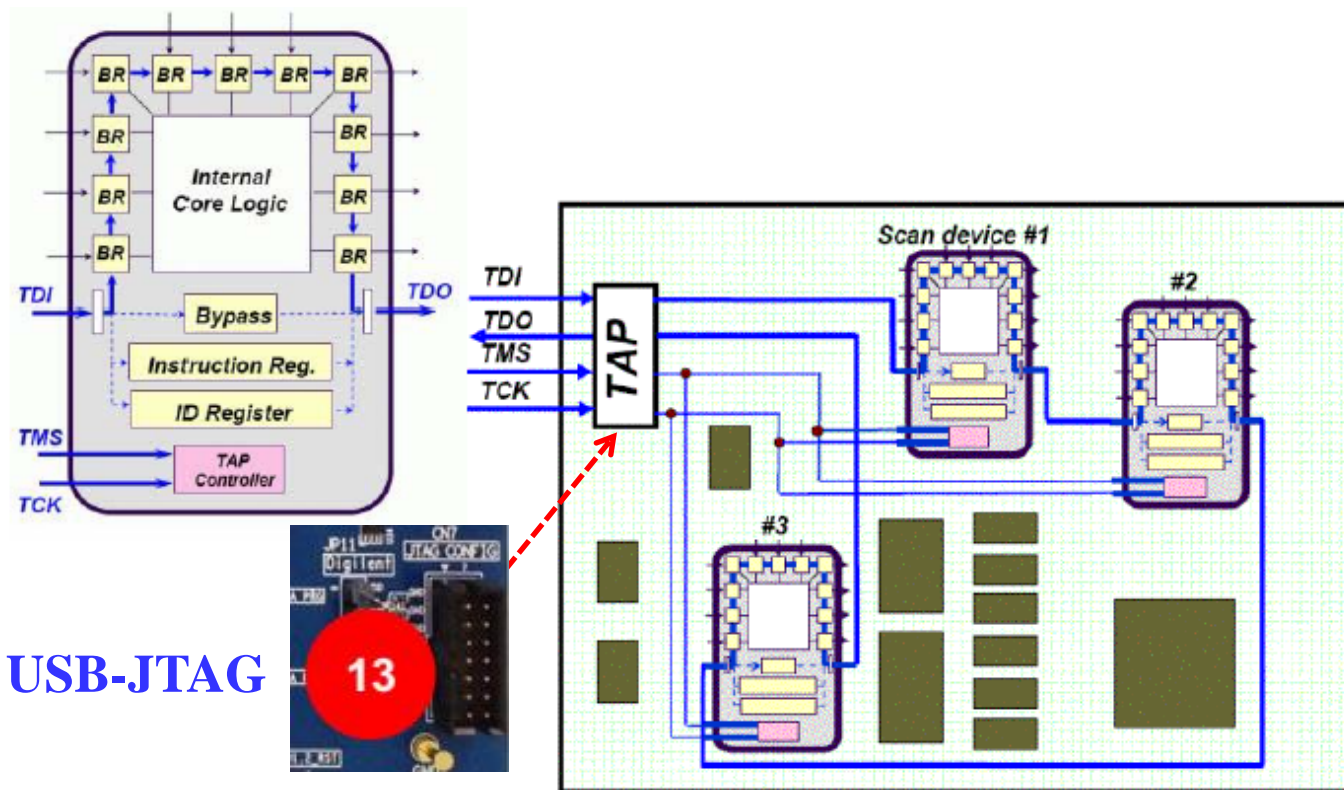 BR BR BR BR BR
BR BR
BR BR
BR BR
Internal
Core Logic
TDI
TDO
Bypass
Instruction Reg.
ID Register
TMS
TAP
Controller
TCK
TDI
TDO
TMS
TCK
TAP
Scan device #1
#2
#3
USB-JTAG
JP11
Digilent
CN7
JTAG CONFIG
13